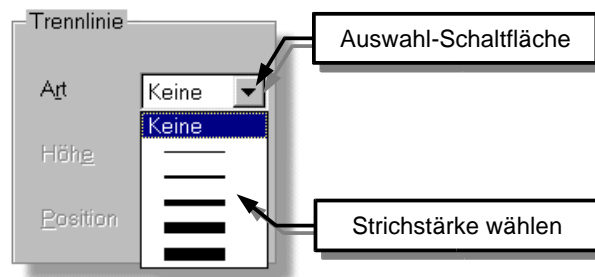 Trennlinie
Auswahl-Schaltfläche
Art
Keine
Keine
Höhe
Position
Strichstärke wählen